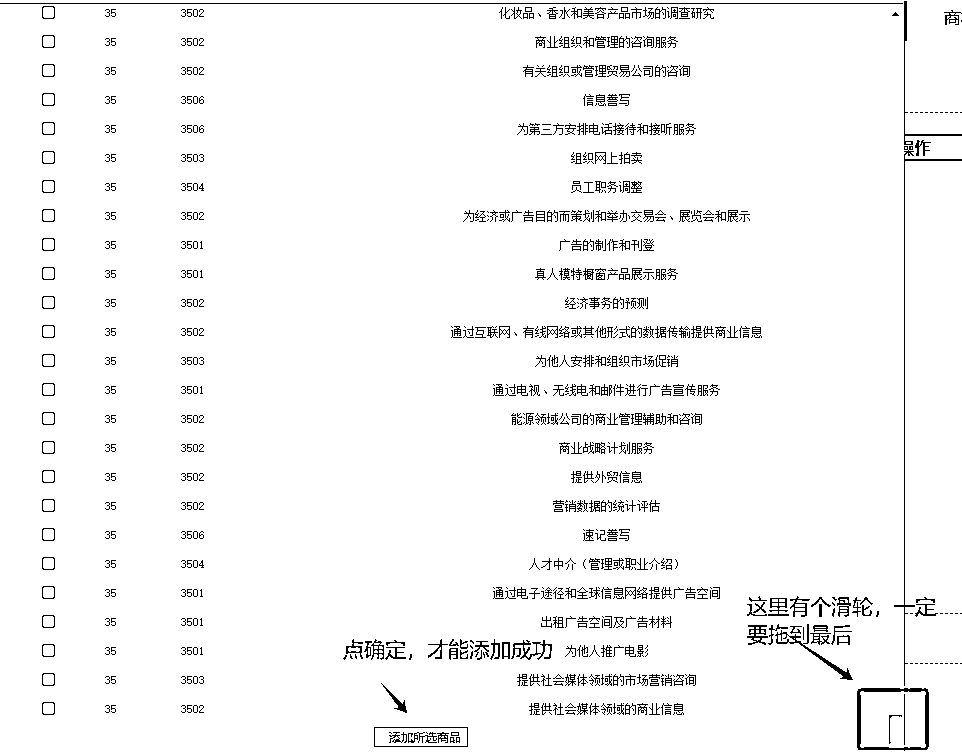 35 3502 化妆品、香水和美容产品市场的调查研究
商
35 3502 商业组织和管理的咨询服务
35 3502 有关组织或管理贸易公司的咨询
35 3506 信息誊写
35 3506 为第三方安排电话接待和接听服务
操作
35 3503 组织网上拍卖
35 3504 员工职务调整
35 3502 为经济或广告目的而策划和举办交易会、展览会和展示
35 3501 广告的制作和刊登
35 3501 真人模特橱窗产品展示服务
35 3502 经济事务的预测
35 3502 通过互联网、有线网络或其他形式的数据传输提供商业信息
35 3503 为他人安排和组织市场促销
35 3501 通过电视、无线电和邮件进行广告宣传服务
35 3502 能源领域公司的商业管理辅助和咨询
35 3502 商业战略计划服务
35 3502 提供外贸信息
35 3502 营销数据的统计评估
35 3506 速记誊写
35 3504 人才中介（管理或职业介绍）
35 3501 通过电子途径和全球信息网络提供广告空间
35 3501 出租广告空间及广告材料
35 3501 为他人推广电影
35 3503 提供社会媒体领域的市场营销咨询
35 3502 提供社会媒体领域的商业信息
这里有个滑轮，一定
要拖到最后
点确定，才能添加成功
添加所选商品